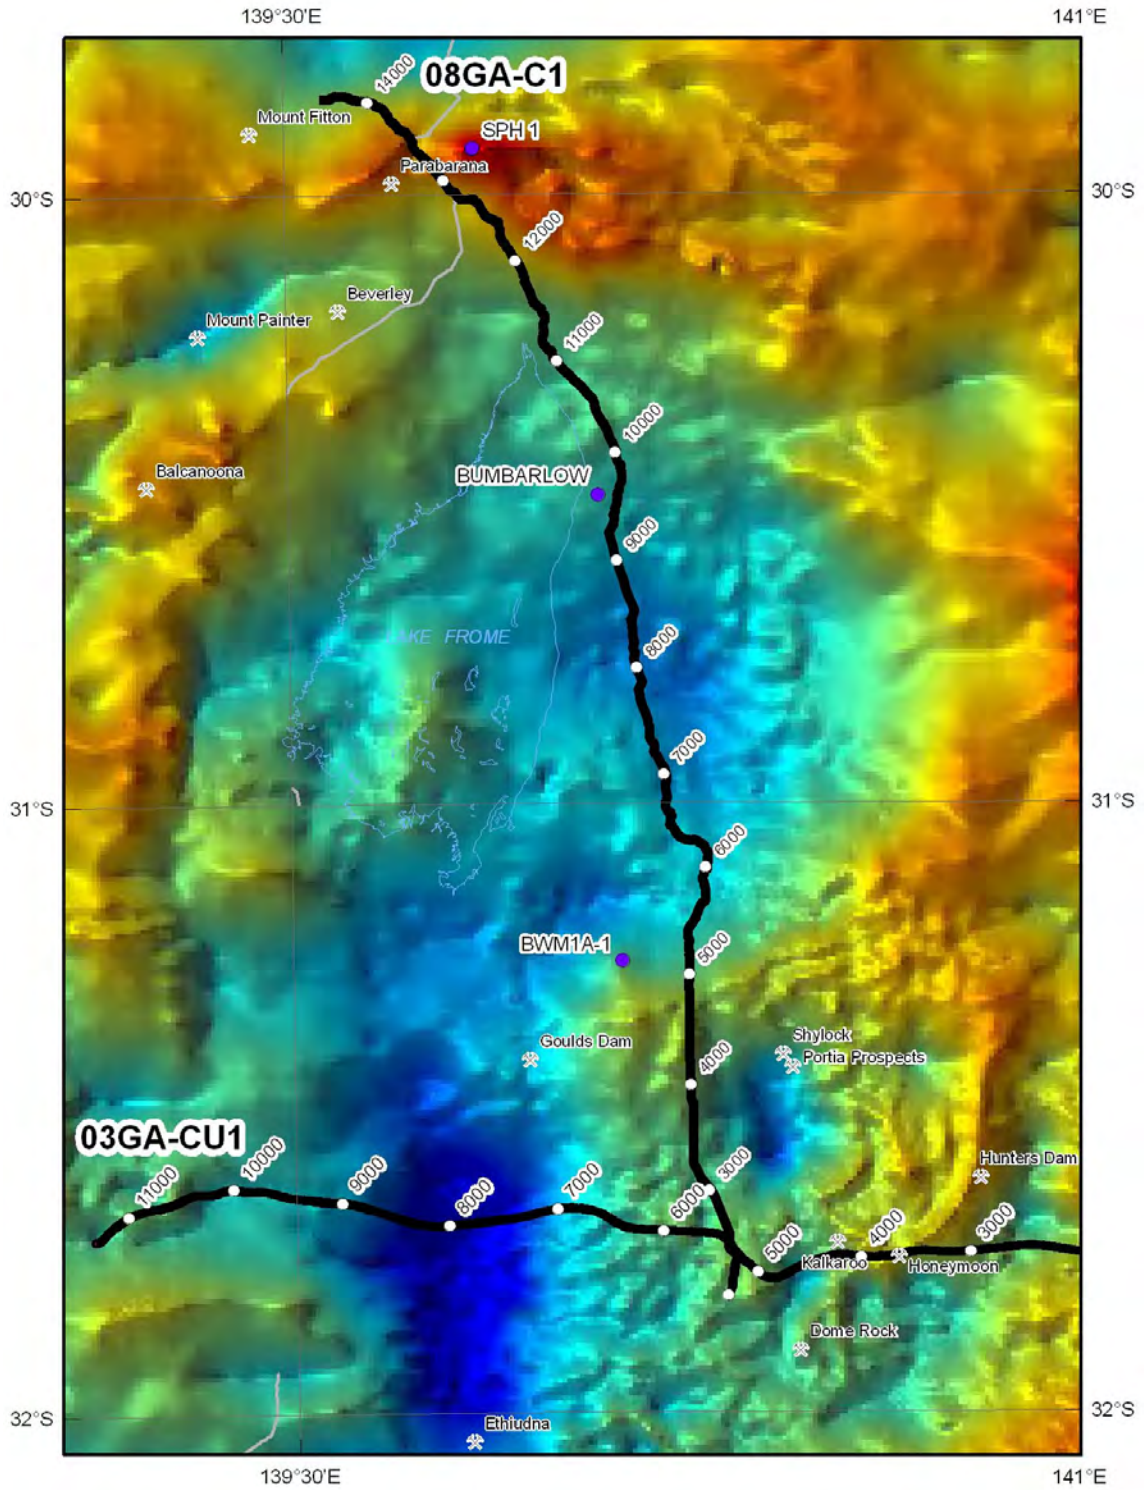 139°30'E
141°E
14000
08GA-C1
Mount Fitton
SPH 1
Parabarana
30°S
30°S
12000
Beverley
Mount Painter
11000
10000
Balcanoona
BUMBARLOW
9000
LAKE FROME
8000
7000
31°S
31°S
6000
BWM1A-1
5000
Goulds Dam
Shylock
Portia Prospects
4000
03GA-CU1
Hunters Dam
11000
10000
9000
8000
7000
6000
3000
5000
4000
3000
Kalkaroo
Honeymoon
Dome Rock
32°S
32°S
Ethiudna
139°30'E
141°E